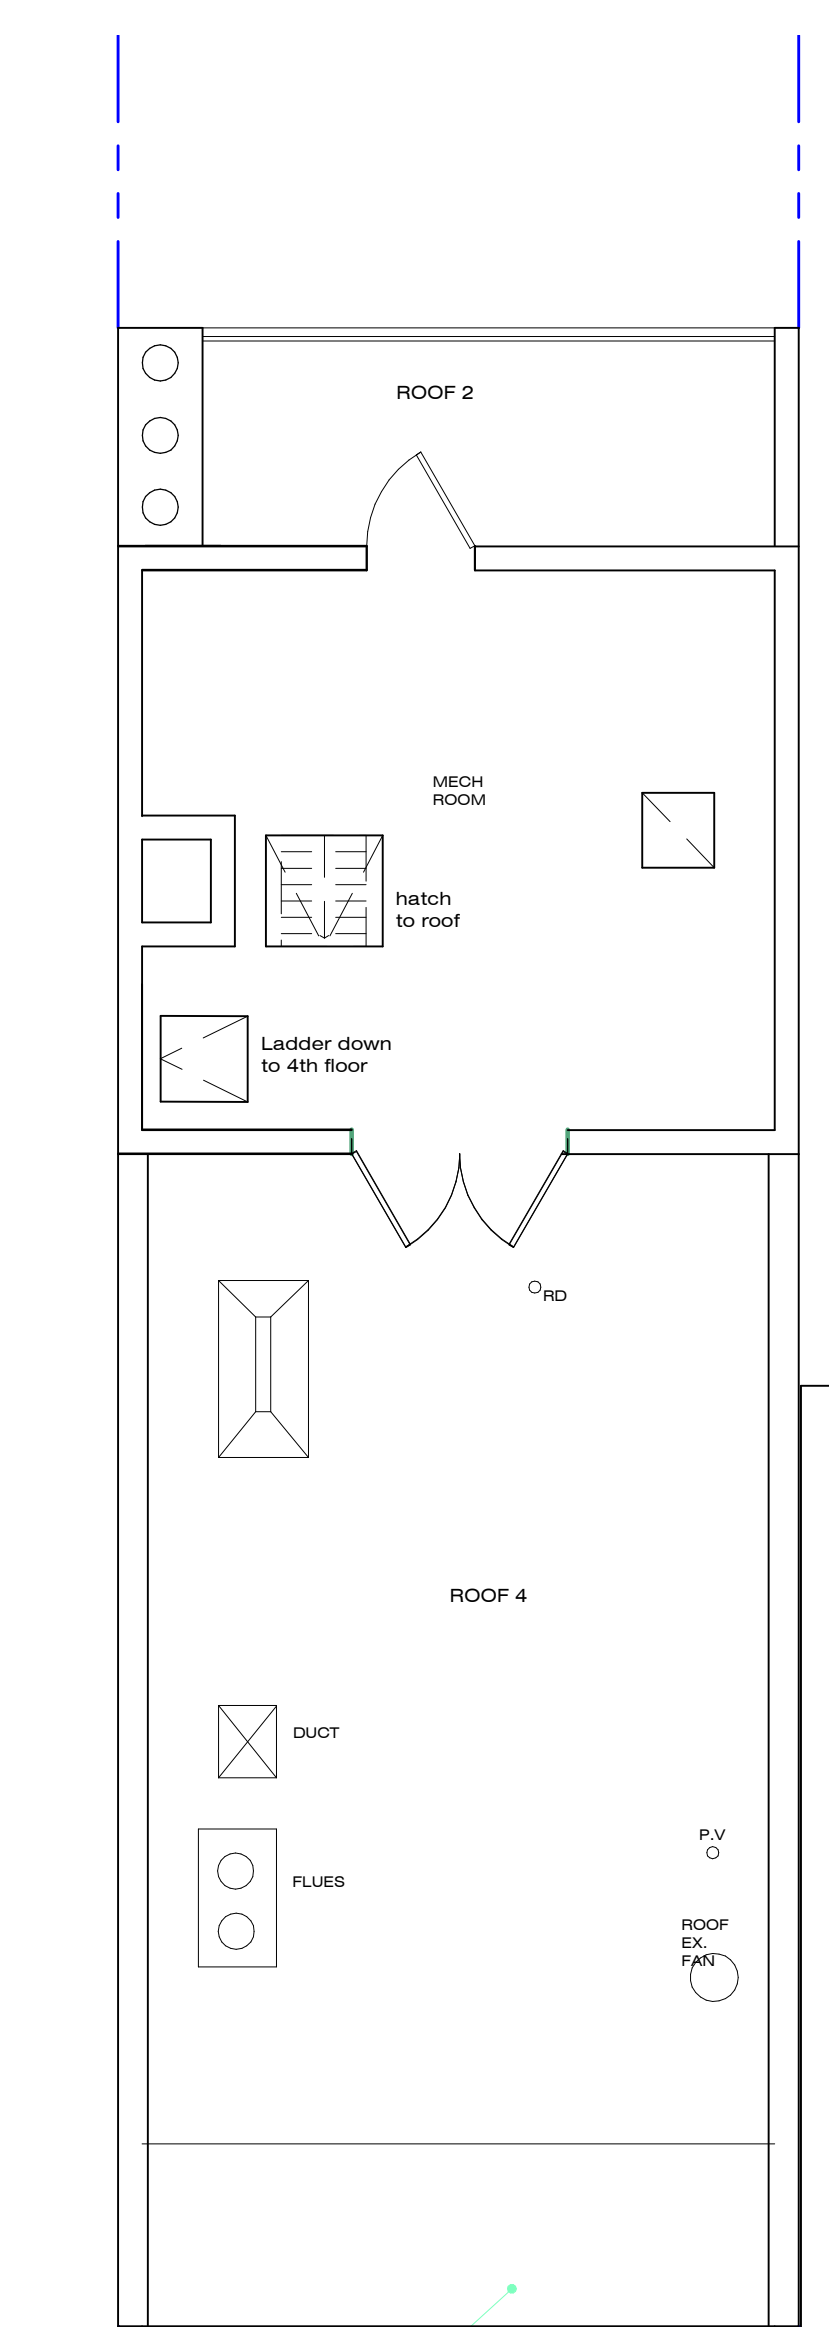 ROOF 2
MECH
ROOM
hatch
to roof
Ladder down
to 4th floor
RD
ROOF 4
DUCT
P.V
FLUES
ROOF
EX.
FAN